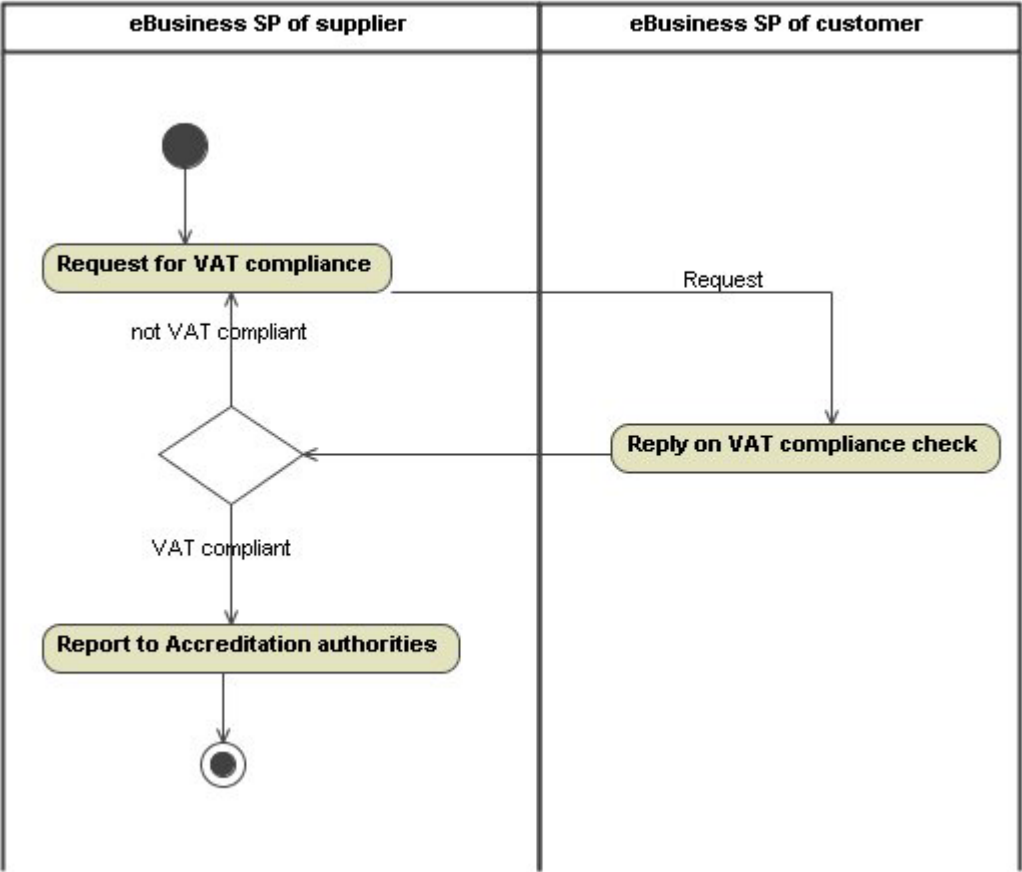 eBusiness SP of supplier
eBusiness SP of customer
Request for VAT compliance
Request
not VAT compliant
Reply on VAT compliance check
VAT compliant
Report to Accreditation authorities